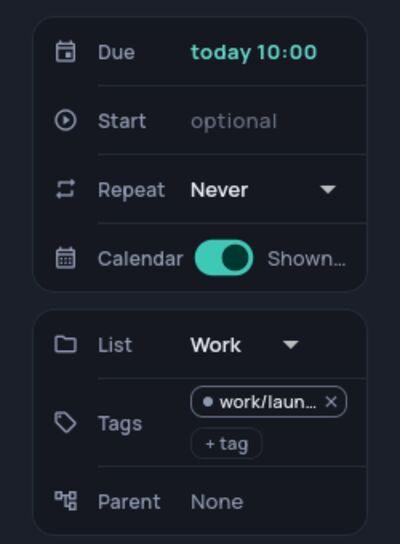 Due today 10:00
Start optional
Repeat Never
Calendar Shown…
List Work
Tags work/laun… ×
+ tag
Parent None